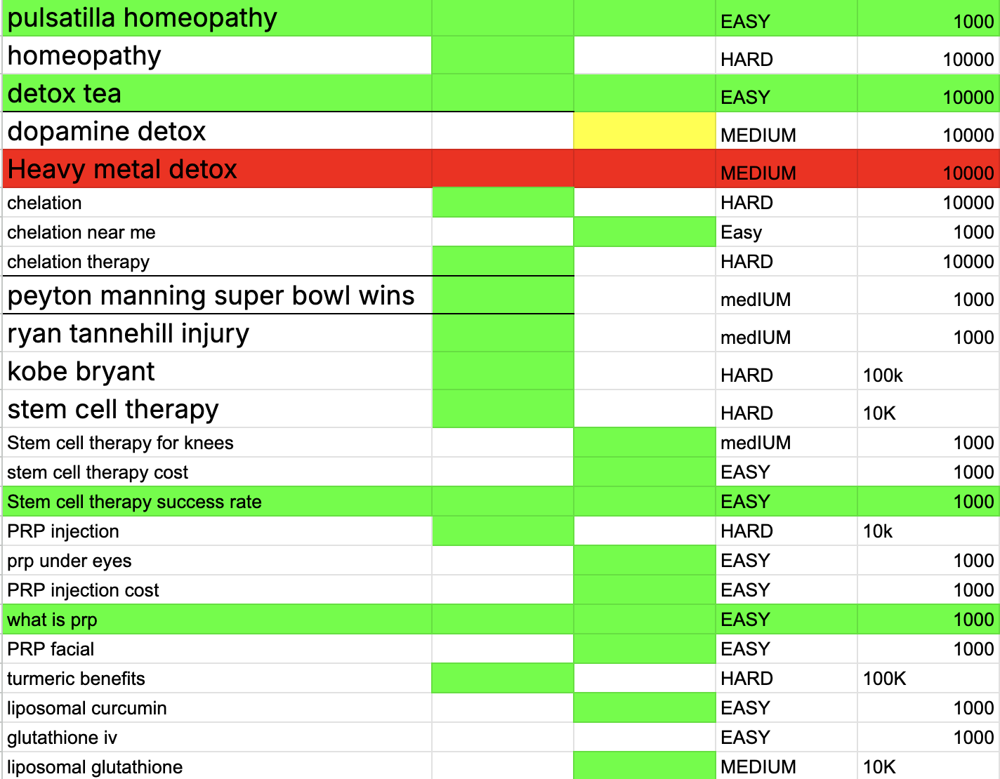 pulsatilla homeopathy EASY 1000
homeopathy HARD 10000
detox tea EASY 10000
dopamine detox MEDIUM 10000
Heavy metal detox MEDIUM 10000
chelation HARD 10000
chelation near me Easy 1000
chelation therapy HARD 10000
peyton manning super bowl wins medIUM 1000
ryan tannehill injury medIUM 1000
kobe bryant HARD 100k
stem cell therapy HARD 10K
Stem cell therapy for knees medIUM 1000
stem cell therapy cost EASY 1000
Stem cell therapy success rate EASY 1000
PRP injection HARD 10k
prp under eyes EASY 1000
PRP injection cost EASY 1000
what is prp EASY 1000
PRP facial EASY 1000
turmeric benefits HARD 100K
liposomal curcumin EASY 1000
glutathione iv EASY 1000
liposomal glutathione MEDIUM 10K